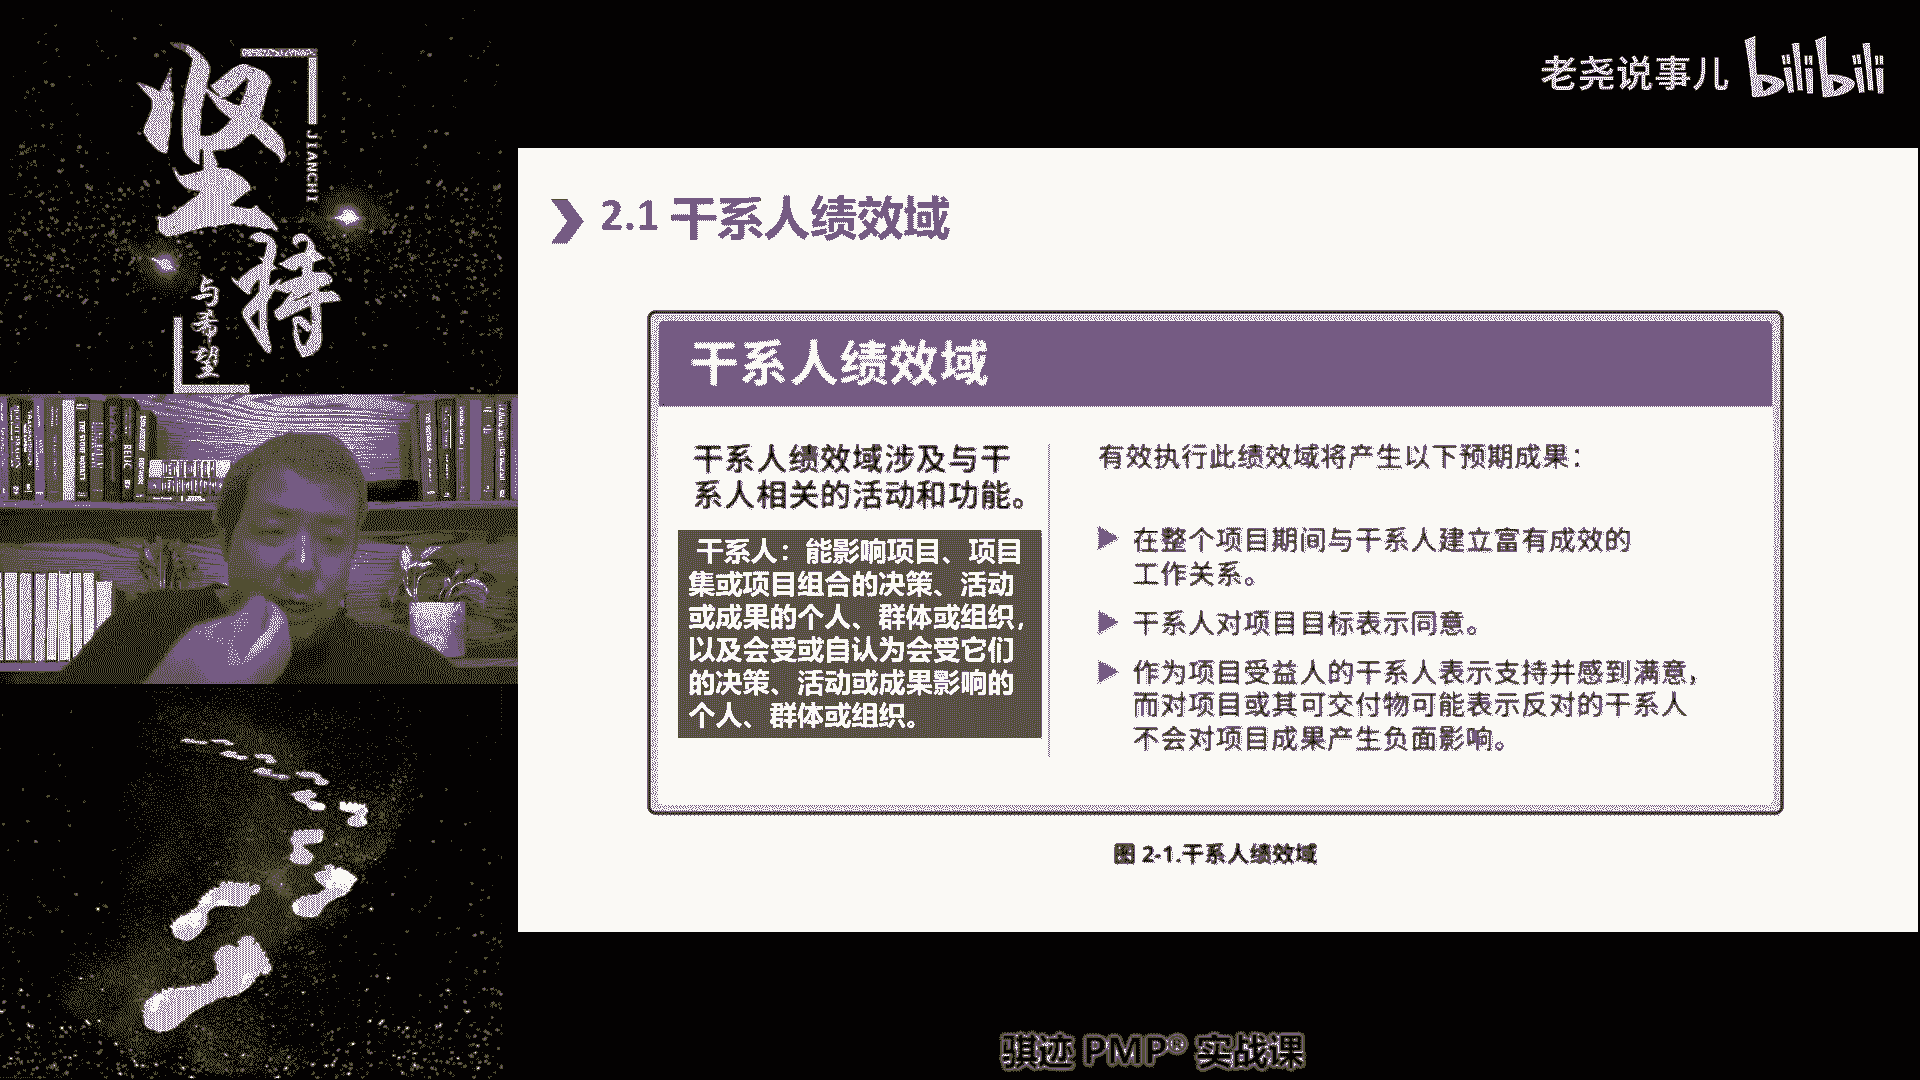 坚持
JIANCHI
与希望
老尧说事儿 bilibili
2.1 干系人绩效域
干系人绩效域
干系人绩效域涉及与干
系人相关的活动和功能。
干系人：能影响项目、项目
集或项目组合的决策、活动
或成果的个人、群体或组织，
以及会受或自认为会受它们
的决策、活动或成果影响的
个人、群体或组织。
有效执行此绩效域将产生以下预期成果：
在整个项目期间与干系人建立富有成效的
工作关系。
干系人对项目目标表示同意。
作为项目受益人的干系人表示支持并感到满意，
而对项目或其可交付物可能表示反对的干系人
不会对项目成果产生负面影响。
图 2-1.干系人绩效域
骐迹 PMP® 实战课